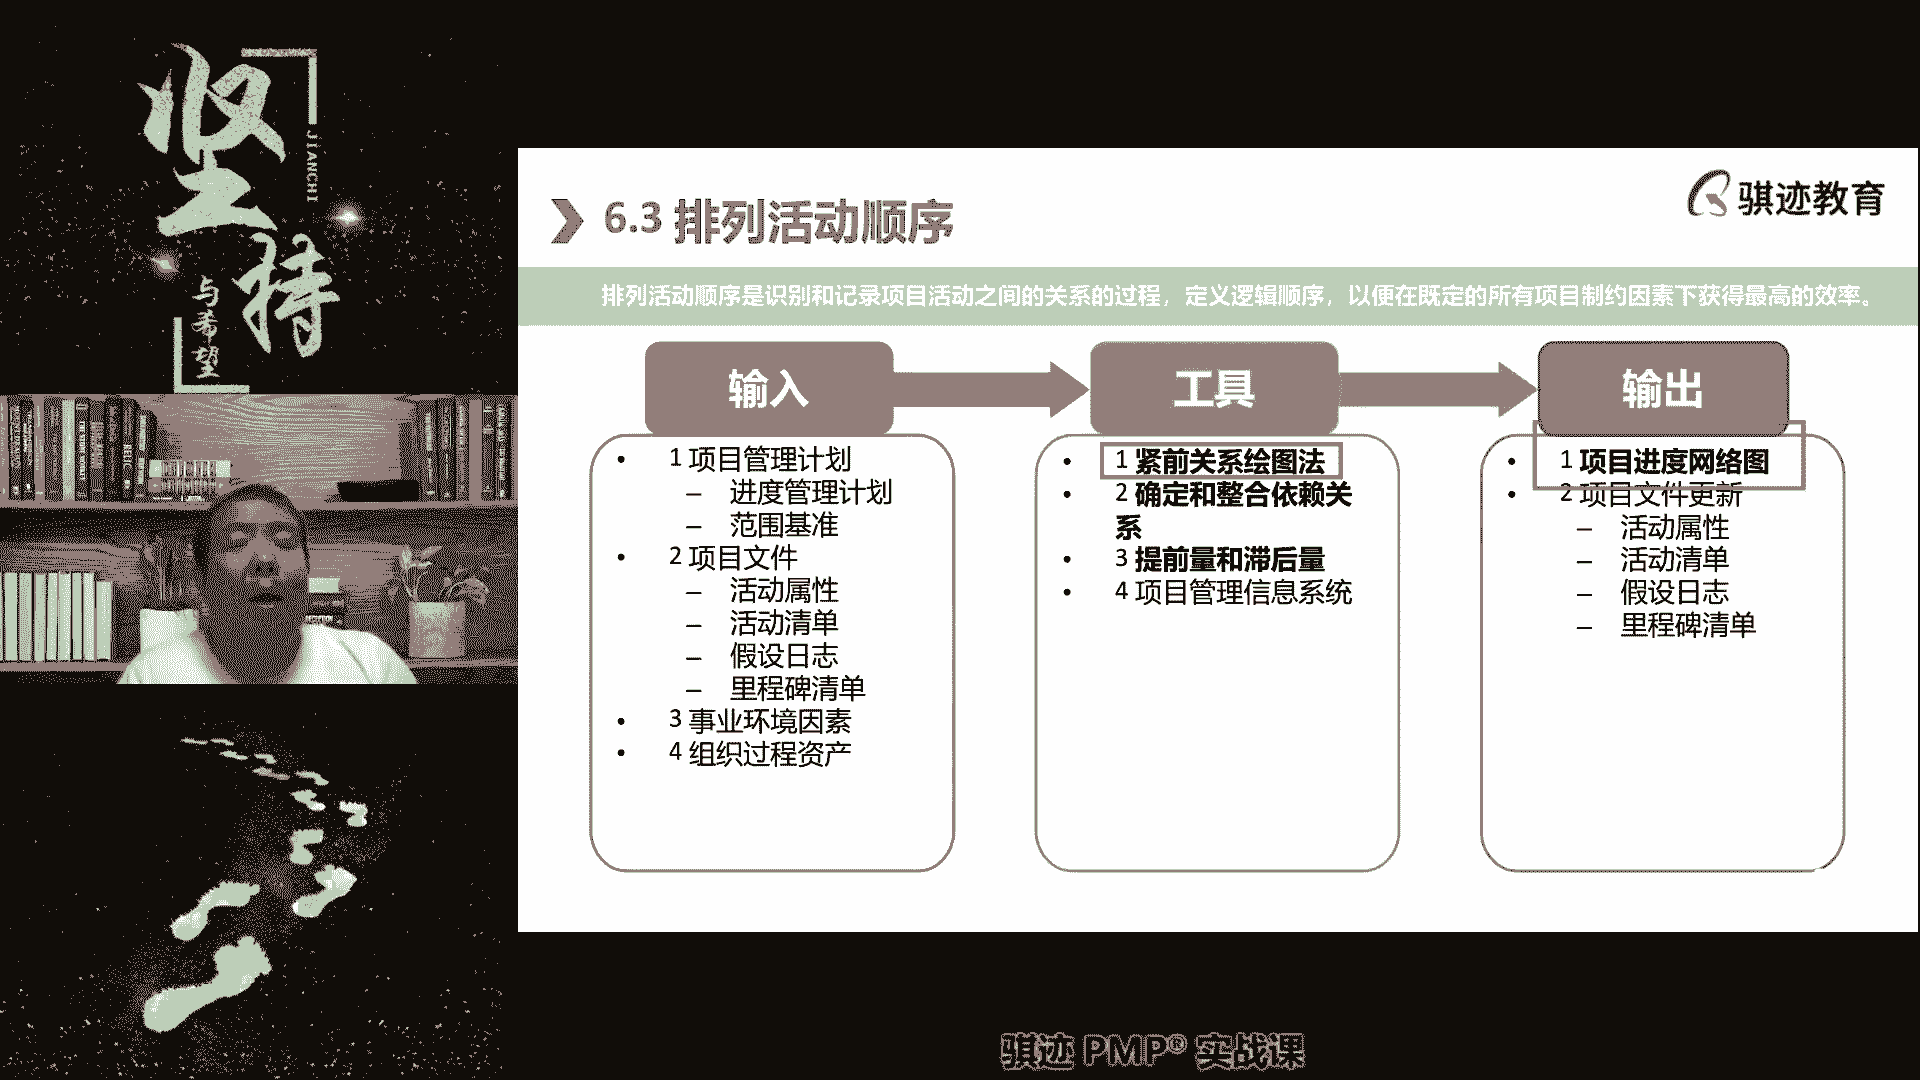 坚持
JIANCHI
与希望
骐迹教育
6.3 排列活动顺序
排列活动顺序是识别和记录项目活动之间的关系的过程，定义逻辑顺序，以便在既定的所有项目制约因素下获得最高的效率。
输入
• 1 项目管理计划
– 进度管理计划
– 范围基准
• 2 项目文件
– 活动属性
– 活动清单
– 假设日志
– 里程碑清单
• 3 事业环境因素
• 4 组织过程资产
工具
• 1 紧前关系绘图法
• 2 确定和整合依赖关
系
• 3 提前量和滞后量
• 4 项目管理信息系统
输出
• 1 项目进度网络图
• 2 项目文件更新
– 活动属性
– 活动清单
– 假设日志
– 里程碑清单
骐迹 PMP® 实战课